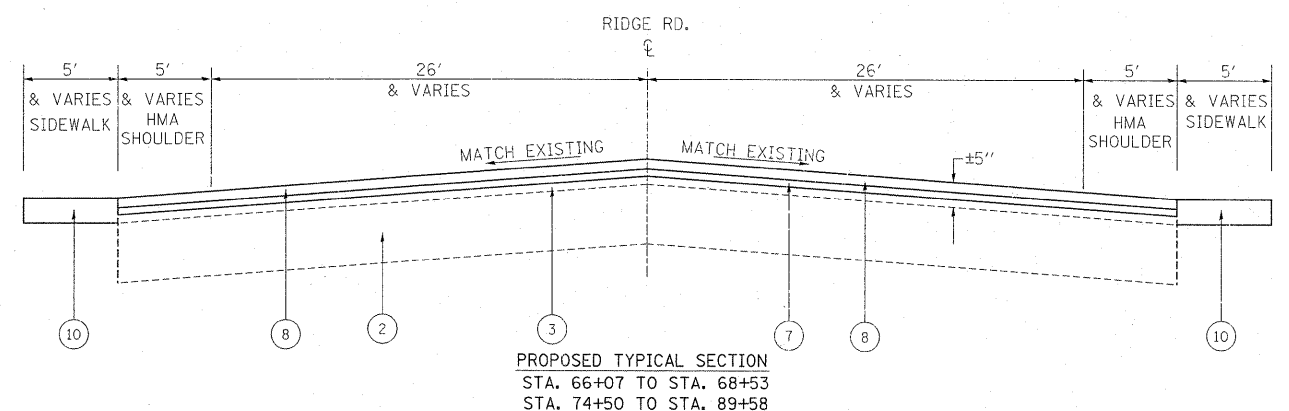 RIDGE RD.
℄
5' 5' 26' 26' 5' 5'
& VARIES & VARIES & VARIES & VARIES & VARIES & VARIES
SIDEWALK HMA HMA SIDEWALK
SHOULDER SHOULDER
MATCH EXISTING MATCH EXISTING ±5"
10 8 2 3 7 8 10
PROPOSED TYPICAL SECTION
STA. 66+07 TO STA. 68+53
STA. 74+50 TO STA. 89+58